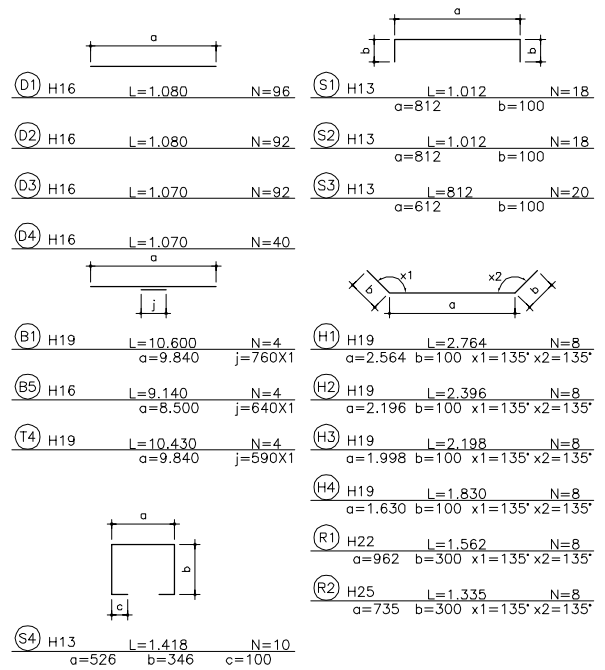 a
D1 H16 L=1.080 N=96
D2 H16 L=1.080 N=92
D3 H16 L=1.070 N=92
D4 H16 L=1.070 N=40
a
j
B1 H19 L=10.600 N=4
a=9.840 j=760X1
B5 H16 L=9.140 N=4
a=8.500 j=640X1
T4 H19 L=10.430 N=4
a=9.840 j=590X1
a
b
c
S4 H13 L=1.418 N=10
a=526 b=346 c=100
a
b b
S1 H13 L=1.012 N=18
a=812 b=100
S2 H13 L=1.012 N=18
a=812 b=100
S3 H13 L=812 N=20
a=612 b=100
x1 x2
b a b
H1 H19 L=2.764 N=8
a=2.564 b=100 x1=135° x2=135°
H2 H19 L=2.396 N=8
a=2.196 b=100 x1=135° x2=135°
H3 H19 L=2.198 N=8
a=1.998 b=100 x1=135° x2=135°
H4 H19 L=1.830 N=8
a=1.630 b=100 x1=135° x2=135°
R1 H22 L=1.562 N=8
a=962 b=300 x1=135° x2=135°
R2 H25 L=1.335 N=8
a=735 b=300 x1=135° x2=135°